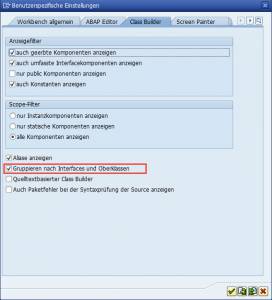 Benutzerspezifische Einstellungen
Workbench allgemein
ABAP Editor
Class Builder
Screen Painter
Anzeigefilter
auch geerbte Komponenten anzeigen
auch umfasste Interfacekomponenten anzeigen
nur public Komponenten anzeigen
auch Konstanten anzeigen
Scope-Filter
nur Instanzkomponenten anzeigen
nur statische Komponenten anzeigen
alle Komponenten anzeigen
Aliase anzeigen
Gruppieren nach Interfaces und Oberklassen
Quelltextbasierter Class Builder
Auch Paketfehler bei der Syntaxprüfung der Source anzeigen